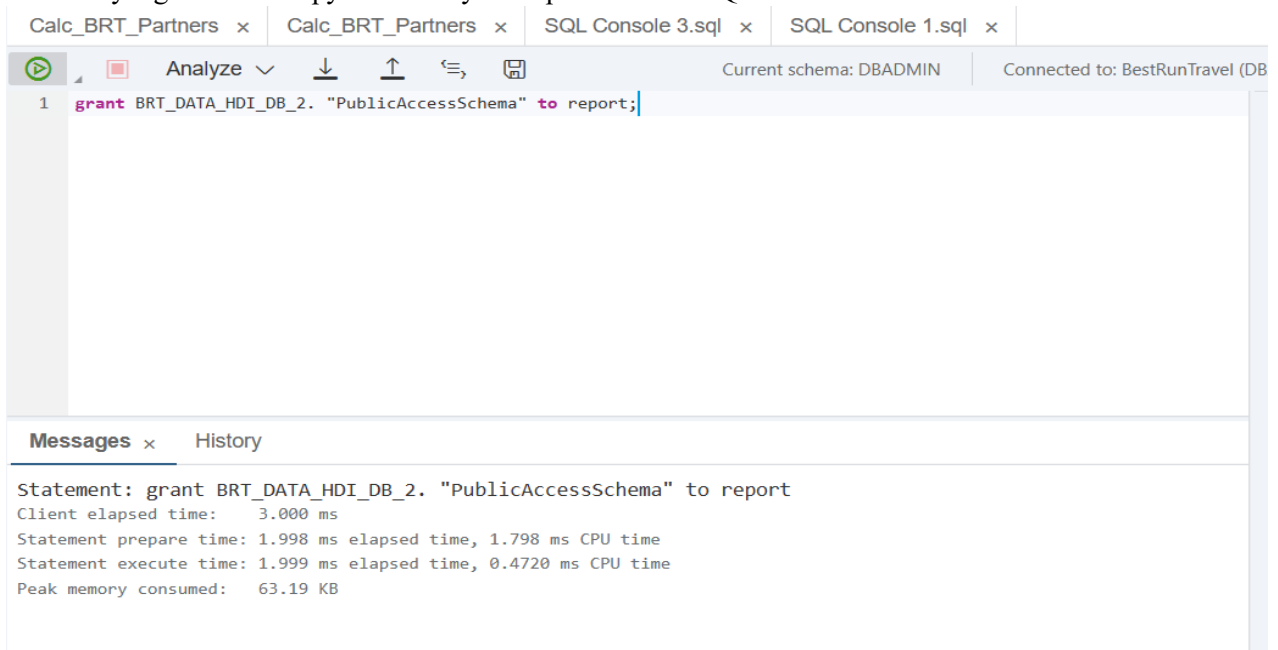 Calc_BRT_Partners × Calc_BRT_Partners × SQL Console 3.sql × SQL Console 1.sql ×
Analyze Current schema: DBADMIN Connected to: BestRunTravel (DB
1 grant BRT_DATA_HDI_DB_2. "PublicAccessSchema" to report;
Messages × History
Statement: grant BRT_DATA_HDI_DB_2. "PublicAccessSchema" to report
Client elapsed time: 3.000 ms
Statement prepare time: 1.998 ms elapsed time, 1.798 ms CPU time
Statement execute time: 1.999 ms elapsed time, 0.4720 ms CPU time
Peak memory consumed: 63.19 KB